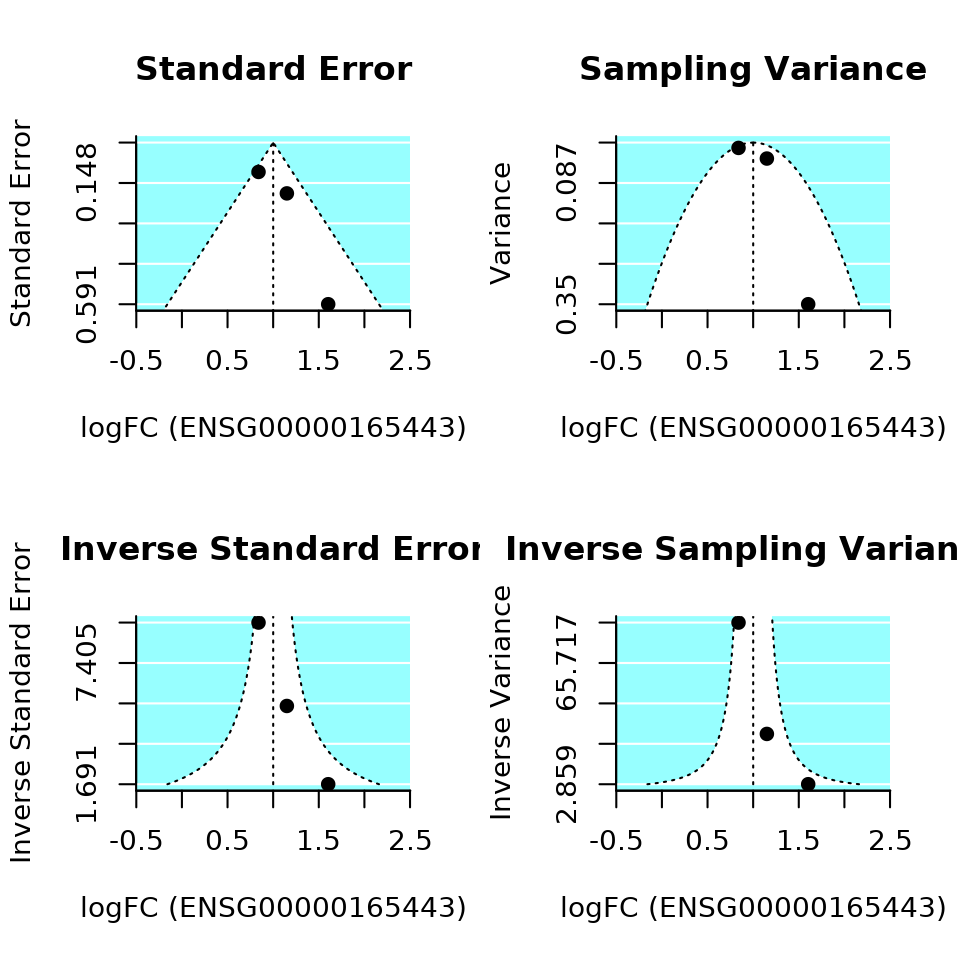 Standard Error
Standard Error
0.148
0.591
-0.5 0.5 1.5 2.5
logFC (ENSG00000165443)
Sampling Variance
Variance
0.087
0.35
-0.5 0.5 1.5 2.5
logFC (ENSG00000165443)
Inverse Standard Error
Inverse Standard Error
7.405
1.691
-0.5 0.5 1.5 2.5
logFC (ENSG00000165443)
Inverse Sampling Varian
Inverse Variance
65.717
2.859
-0.5 0.5 1.5 2.5
logFC (ENSG00000165443)